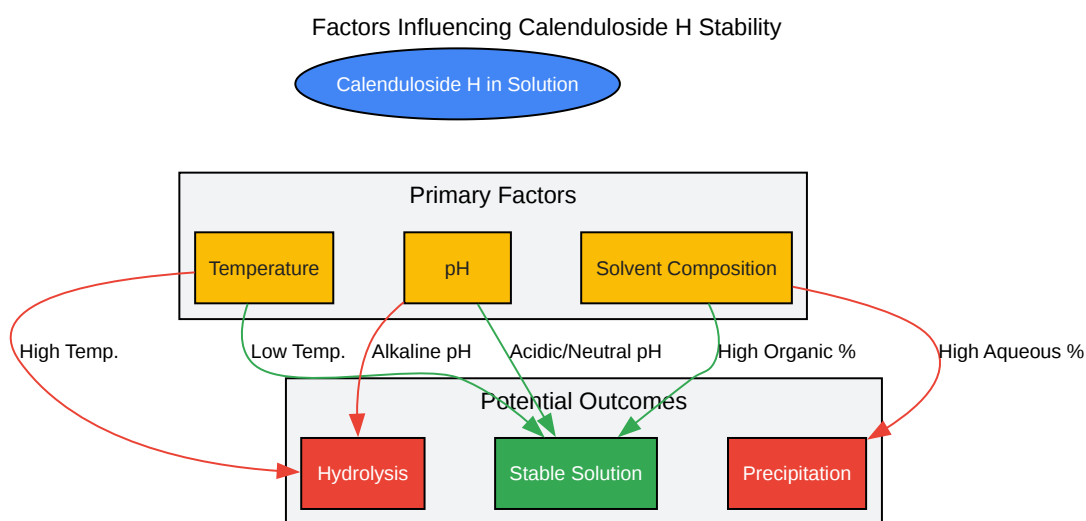 Factors Influencing Calenduloside H Stability
Calenduloside H in Solution
Primary Factors
Temperature
pH
Solvent Composition
High Temp.
Low Temp.
Alkaline pH
Acidic/Neutral pH
High Organic %
High Aqueous %
Potential Outcomes
Hydrolysis
Stable Solution
Precipitation